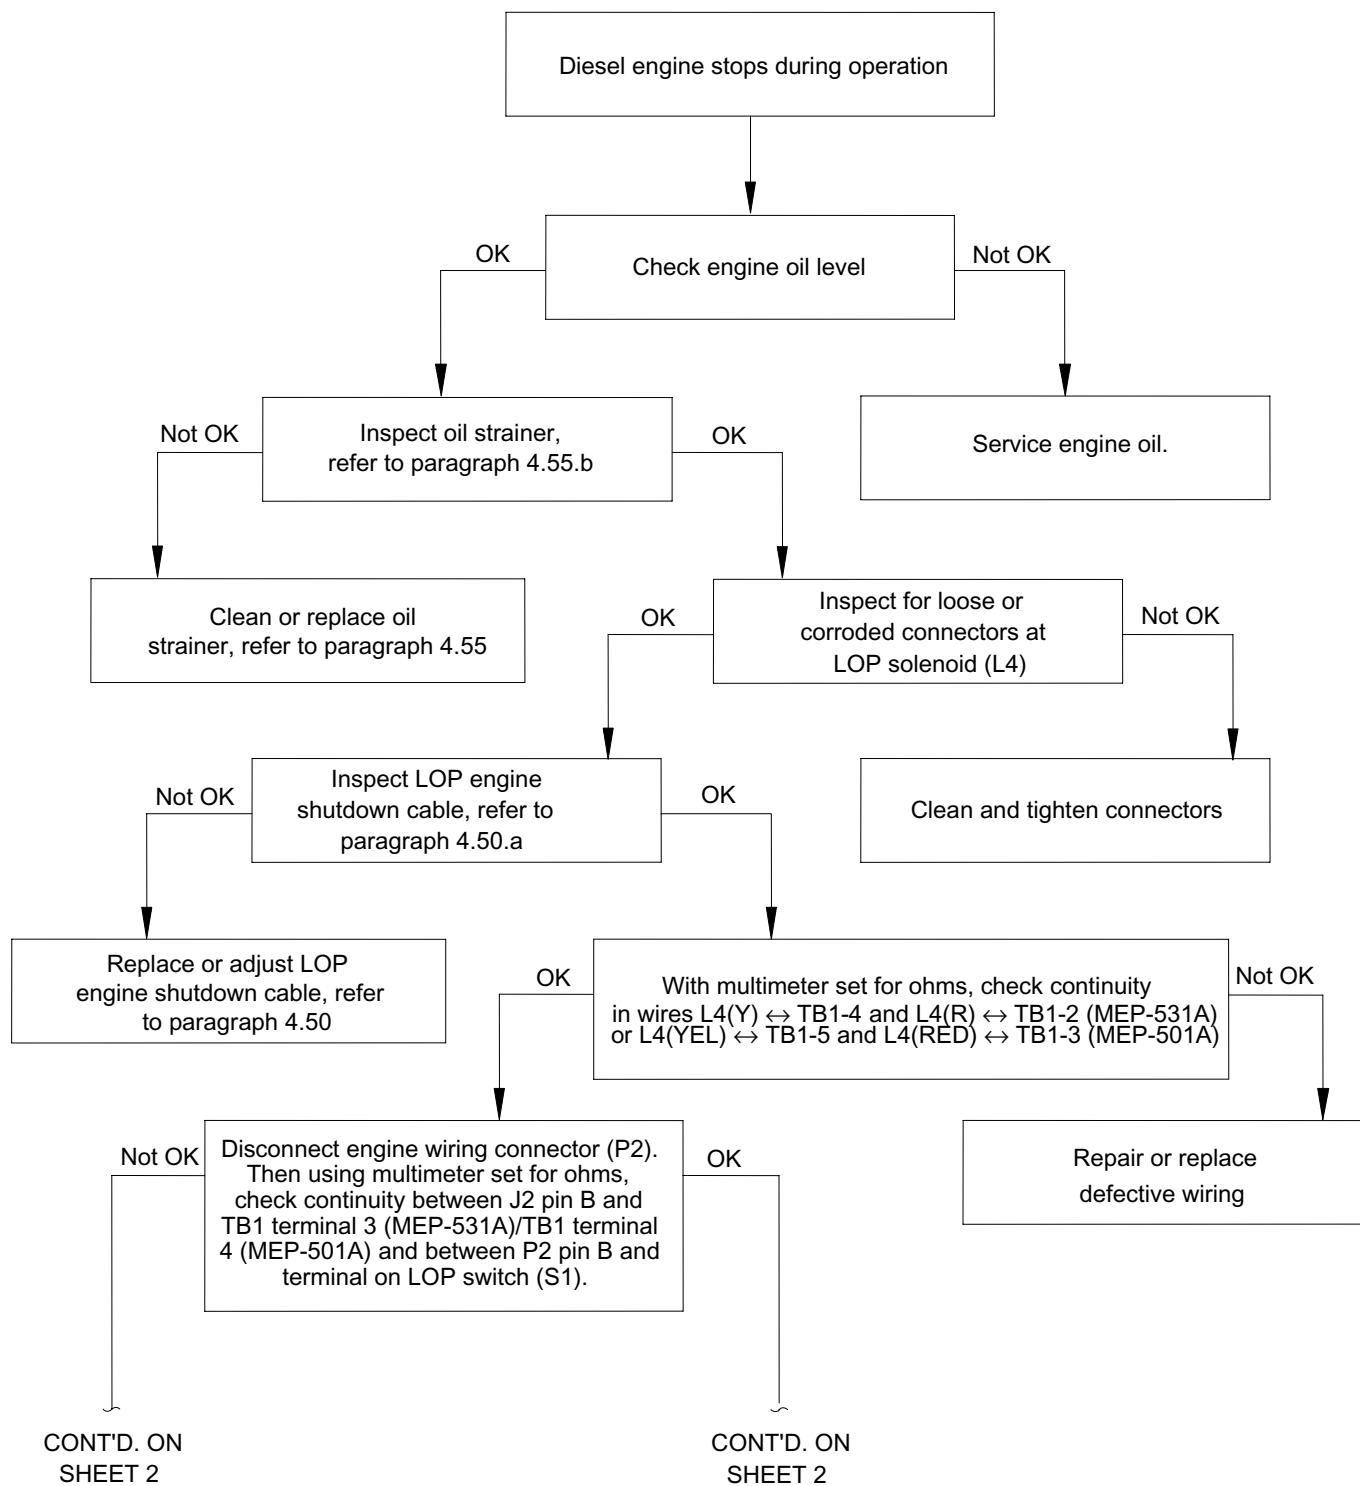 Diesel engine stops during operation
OK
Check engine oil level
Not OK
Not OK
Inspect oil strainer,
refer to paragraph 4.55.b
OK
Service engine oil.
Clean or replace oil
strainer, refer to paragraph 4.55
OK
Inspect for loose or
corroded connectors at
LOP solenoid (L4)
Not OK
Not OK
Inspect LOP engine
shutdown cable, refer to
paragraph 4.50.a
OK
Clean and tighten connectors
Replace or adjust LOP
engine shutdown cable, refer
to paragraph 4.50
OK
With multimeter set for ohms, check continuity
in wires L4(Y) ↔ TB1-4 and L4(R) ↔ TB1-2 (MEP-531A)
or L4(YEL) ↔ TB1-5 and L4(RED) ↔ TB1-3 (MEP-501A)
Not OK
Not OK
Disconnect engine wiring connector (P2).
Then using multimeter set for ohms,
check continuity between J2 pin B and
TB1 terminal 3 (MEP-531A)/TB1 terminal
4 (MEP-501A) and between P2 pin B and
terminal on LOP switch (S1).
OK
Repair or replace
defective wiring
CONT'D. ON
SHEET 2
CONT'D. ON
SHEET 2